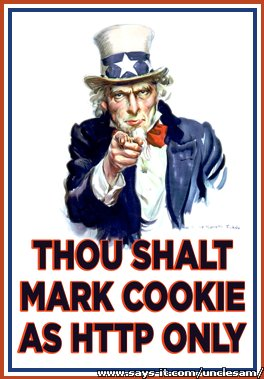 THOU SHALT
MARK COOKIE
AS HTTP ONLY
www.says-it.com/unclesam/